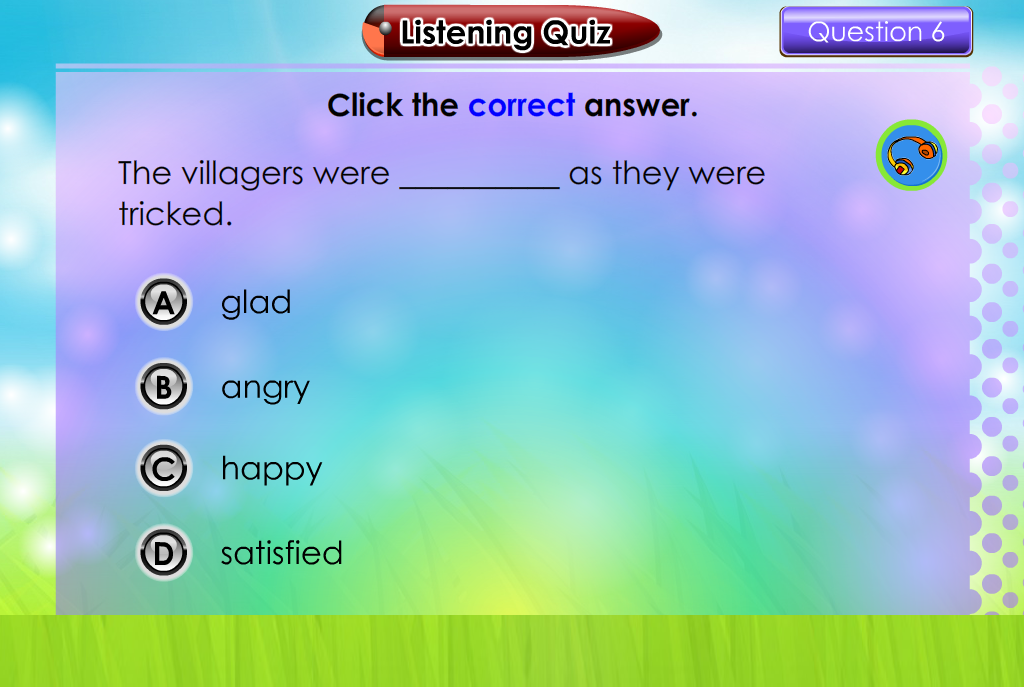 Listening Quiz
Question 6
Click the correct answer.
The villagers were __________ as they were
tricked.
A glad
B angry
C happy
D satisfied